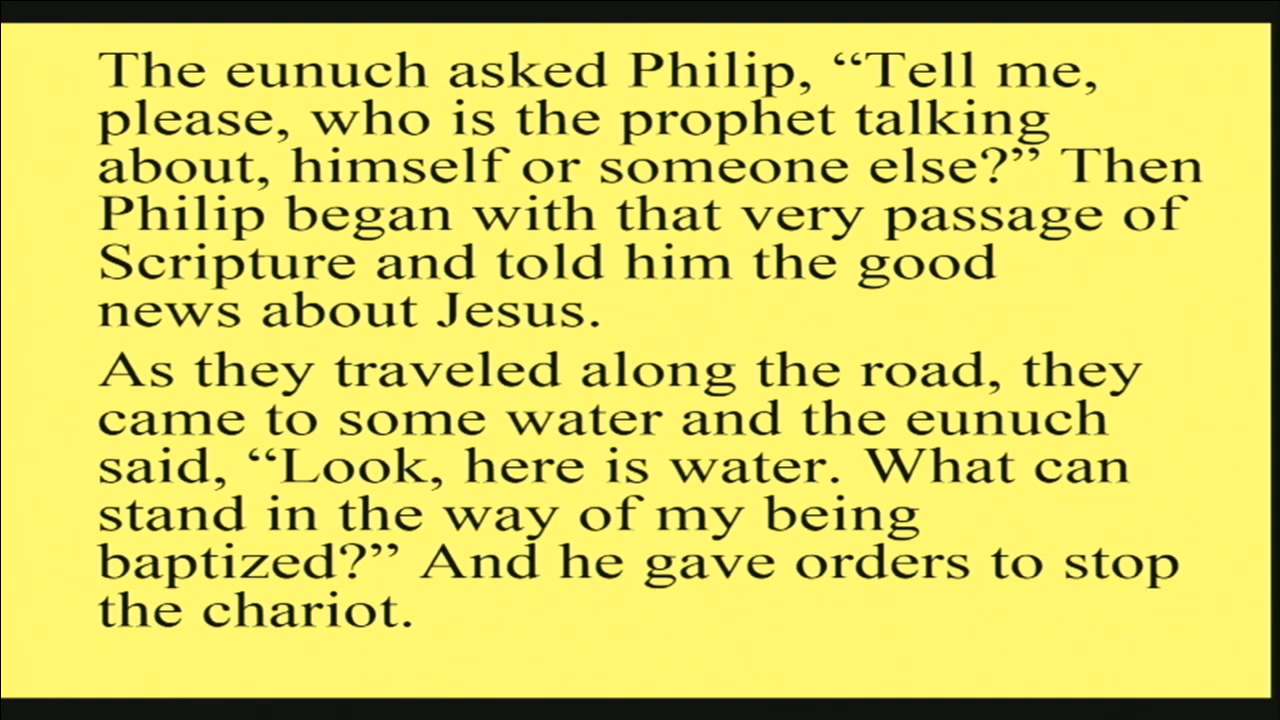 The eunuch asked Philip, “Tell me,
please, who is the prophet talking
about, himself or someone else?” Then
Philip began with that very passage of
Scripture and told him the good
news about Jesus.
As they traveled along the road, they
came to some water and the eunuch
said, “Look, here is water. What can
stand in the way of my being
baptized?” And he gave orders to stop
the chariot.